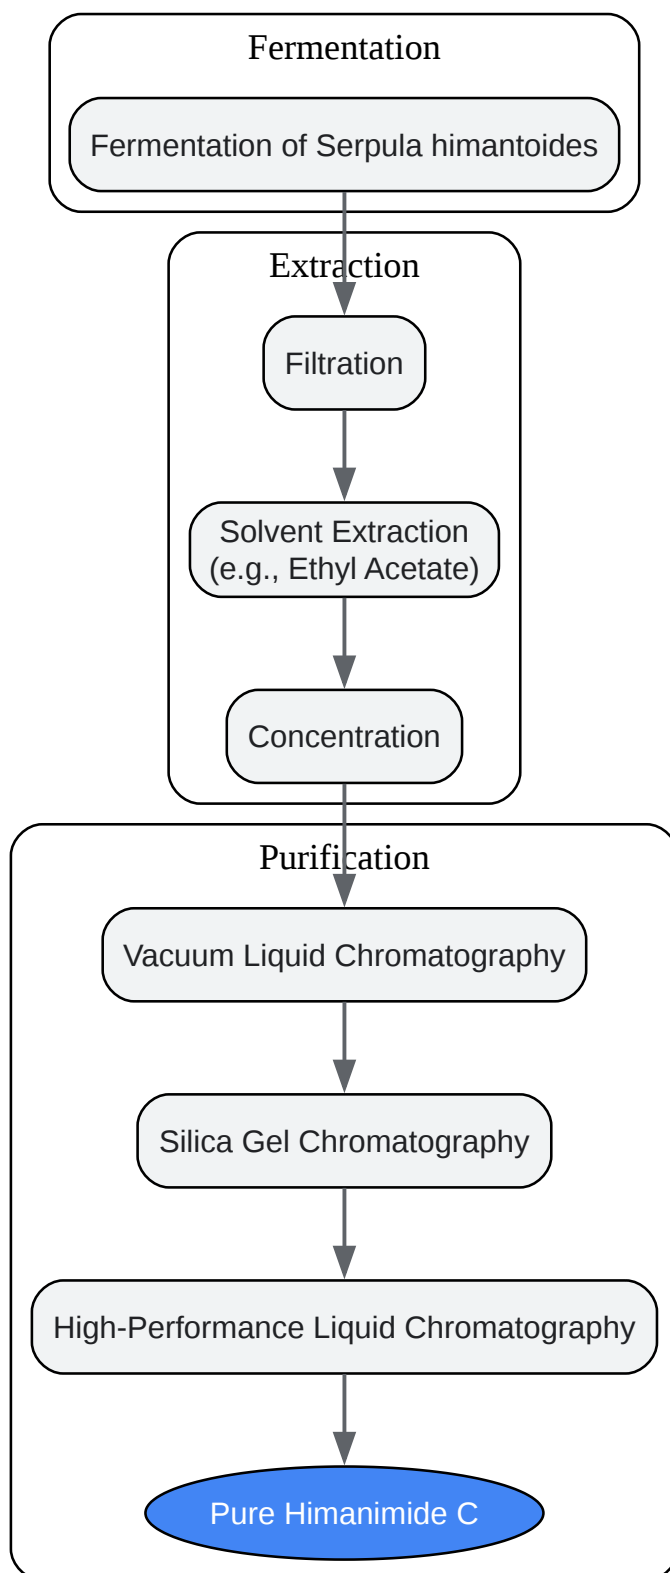 Fermentation
Fermentation of Serpula himantoides
Extraction
Filtration
Solvent Extraction
(e.g., Ethyl Acetate)
Concentration
Purification
Vacuum Liquid Chromatography
Silica Gel Chromatography
High-Performance Liquid Chromatography
Pure Himanimide C